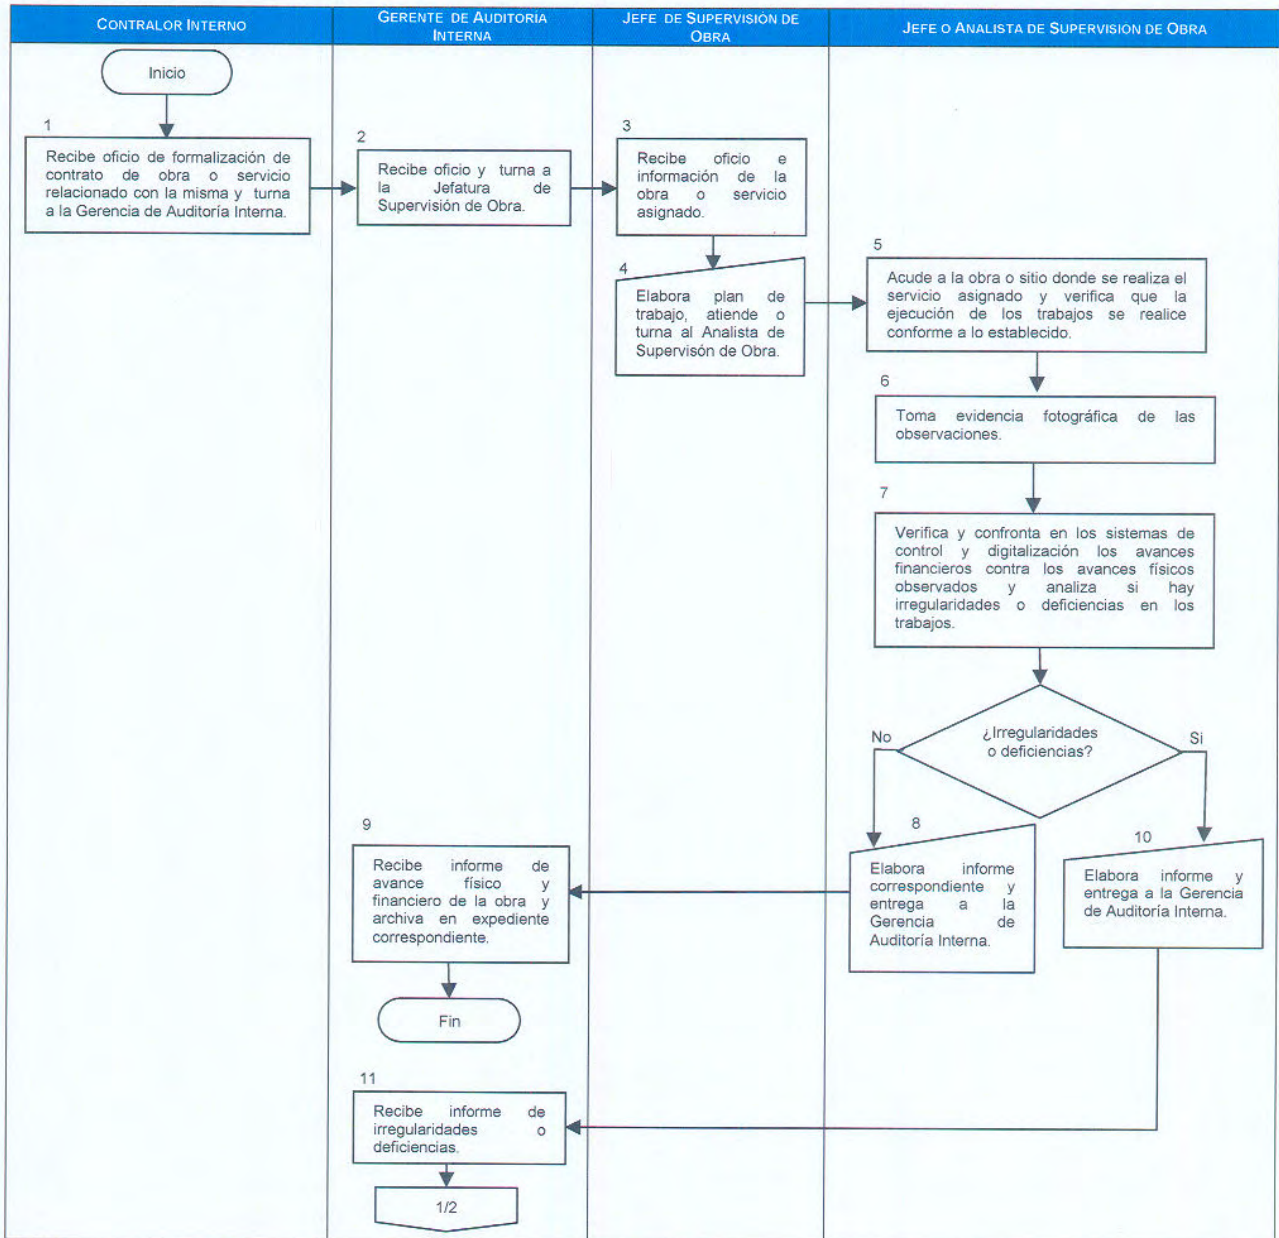 CONTRALOR INTERNO
GERENTE DE AUDITORIA
INTERNA
JEFE DE SUPERVISIÓN DE
OBRA
JEFE O ANALISTA DE SUPERVISION DE OBRA
Inicio
1
Recibe oficio de formalización de
contrato de obra o servicio
relacionado con la misma y turna
a la Gerencia de Auditoría Interna.
2
Recibe oficio y turna a
la Jefatura de
Supervisión de Obra.
3
Recibe oficio e
información de la
obra o servicio
asignado.
4
Elabora plan de
trabajo, atiende o
turna al Analista de
Supervisón de Obra.
5
Acude a la obra o sitio donde se realiza el
servicio asignado y verifica que la
ejecución de los trabajos se realice
conforme a lo establecido.
6
Toma evidencia fotográfica de las
observaciones.
7
Verifica y confronta en los sistemas de
control y digitalización los avances
financieros contra los avances físicos
observados y analiza si hay
irregularidades o deficiencias en los
trabajos.
¿Irregularidades
o deficiencias?
No
Si
8
Elabora informe
correspondiente y
entrega a la
Gerencia de
Auditoría Interna.
9
Recibe informe de
avance físico y
financiero de la obra y
archiva en expediente
correspondiente.
Fin
10
Elabora informe y
entrega a la Gerencia
de Auditoría Interna.
11
Recibe informe de
irregularidades o
deficiencias.
1/2